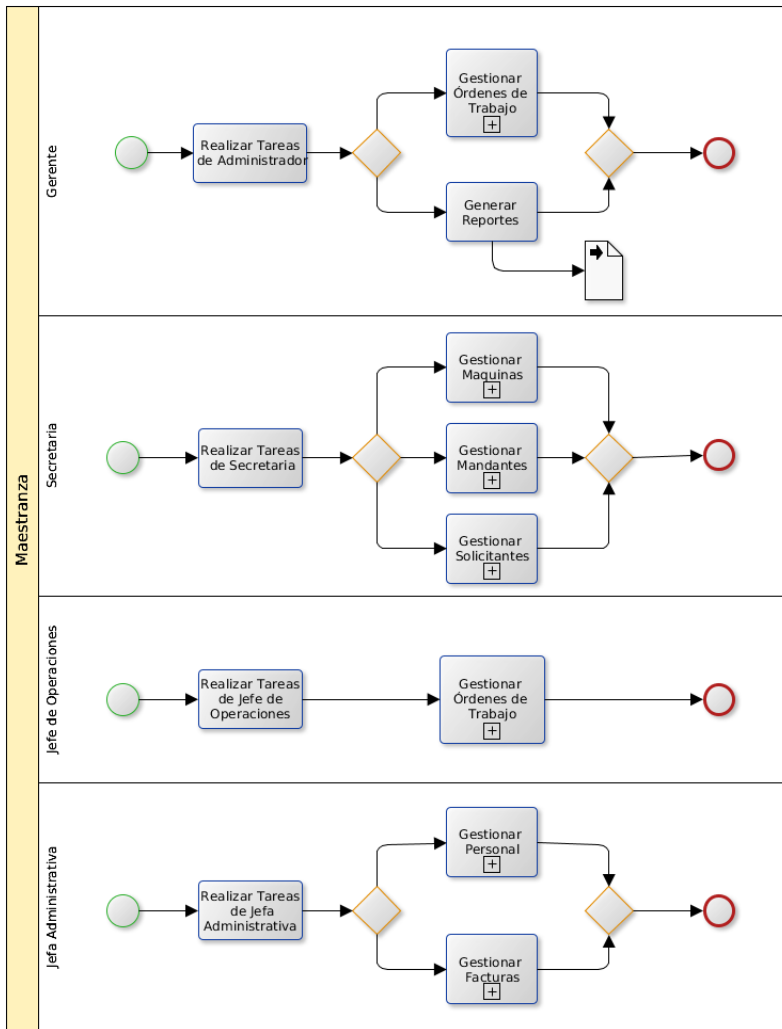 Maestranza
Gerente
Realizar Tareas
de Administrador
Gestionar
Órdenes de
Trabajo
Generar
Reportes
Secretaria
Realizar Tareas
de Secretaria
Gestionar
Maquinas
Gestionar
Mandantes
Gestionar
Solicitantes
Jefe de Operaciones
Realizar Tareas
de Jefe de
Operaciones
Gestionar
Órdenes de
Trabajo
Jefa Administrativa
Realizar Tareas
de Jefa
Administrativa
Gestionar
Personal
Gestionar
Facturas